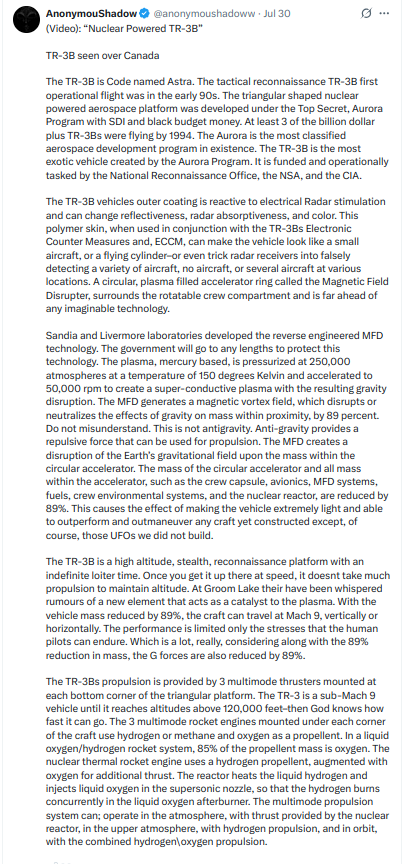 AnonymouShadow @anonymoushadoww · Jul 30
(Video): “Nuclear Powered TR-3B”
TR-3B seen over Canada
The TR-3B is Code named Astra. The tactical reconnaissance TR-3B first
operational flight was in the early 90s. The triangular shaped nuclear
powered aerospace platform was developed under the Top Secret, Aurora
Program with SDI and black budget money. At least 3 of the billion dollar
plus TR-3Bs were flying by 1994. The Aurora is the most classified
aerospace development program in existence. The TR-3B is the most
exotic vehicle created by the Aurora Program. It is funded and operationally
tasked by the National Reconnaissance Office, the NSA, and the CIA.
The TR-3B vehicles outer coating is reactive to electrical Radar stimulation
and can change reflectiveness, radar absorptiveness, and color. This
polymer skin, when used in conjunction with the TR-3Bs Electronic
Counter Measures and, ECCM, can make the vehicle look like a small
aircraft, or a flying cylinder–or even trick radar receivers into falsely
detecting a variety of aircraft, no aircraft, or several aircraft at various
locations. A circular, plasma filled accelerator ring called the Magnetic Field
Disrupter, surrounds the rotatable crew compartment and is far ahead of
any imaginable technology.
Sandia and Livermore laboratories developed the reverse engineered MFD
technology. The government will go to any lengths to protect this
technology. The plasma, mercury based, is pressurized at 250,000
atmospheres at a temperature of 150 degrees Kelvin and accelerated to
50,000 rpm to create a super-conductive plasma with the resulting gravity
disruption. The MFD generates a magnetic vortex field, which disrupts or
neutralizes the effects of gravity on mass within proximity, by 89 percent.
Do not misunderstand. This is not antigravity. Anti-gravity provides a
repulsive force that can be used for propulsion. The MFD creates a
disruption of the Earth's gravitational field upon the mass within the
circular accelerator. The mass of the circular accelerator and all mass
within the accelerator, such as the crew capsule, avionics, MFD systems,
fuels, crew environmental systems, and the nuclear reactor, are reduced by
89%. This causes the effect of making the vehicle extremely light and able
to outperform and outmaneuver any craft yet constructed except, of
course, those UFOs we did not build.
The TR-3B is a high altitude, stealth, reconnaissance platform with an
indefinite loiter time. Once you get it up there at speed, it doesnt take much
propulsion to maintain altitude. At Groom Lake their have been whispered
rumours of a new element that acts as a catalyst to the plasma. With the
vehicle mass reduced by 89%, the craft can travel at Mach 9, vertically or
horizontally. The performance is limited only the stresses that the human
pilots can endure. Which is a lot, really, considering along with the 89%
reduction in mass, the G forces are also reduced by 89%.
The TR-3Bs propulsion is provided by 3 multimode thrusters mounted at
each bottom corner of the triangular platform. The TR-3 is a sub-Mach 9
vehicle until it reaches altitudes above 120,000 feet–then God knows how
fast it can go. The 3 multimode rocket engines mounted under each corner
of the craft use hydrogen or methane and oxygen as a propellent. In a liquid
oxygen/hydrogen rocket system, 85% of the propellent mass is oxygen. The
nuclear thermal rocket engine uses a hydrogen propellent, augmented with
oxygen for additional thrust. The reactor heats the liquid hydrogen and
injects liquid oxygen in the supersonic nozzle, so that the hydrogen burns
concurrently in the liquid oxygen afterburner. The multimode propulsion
system can; operate in the atmosphere, with thrust provided by the nuclear
reactor, in the upper atmosphere, with hydrogen propulsion, and in orbit,
with the combined hydrogen\oxygen propulsion.